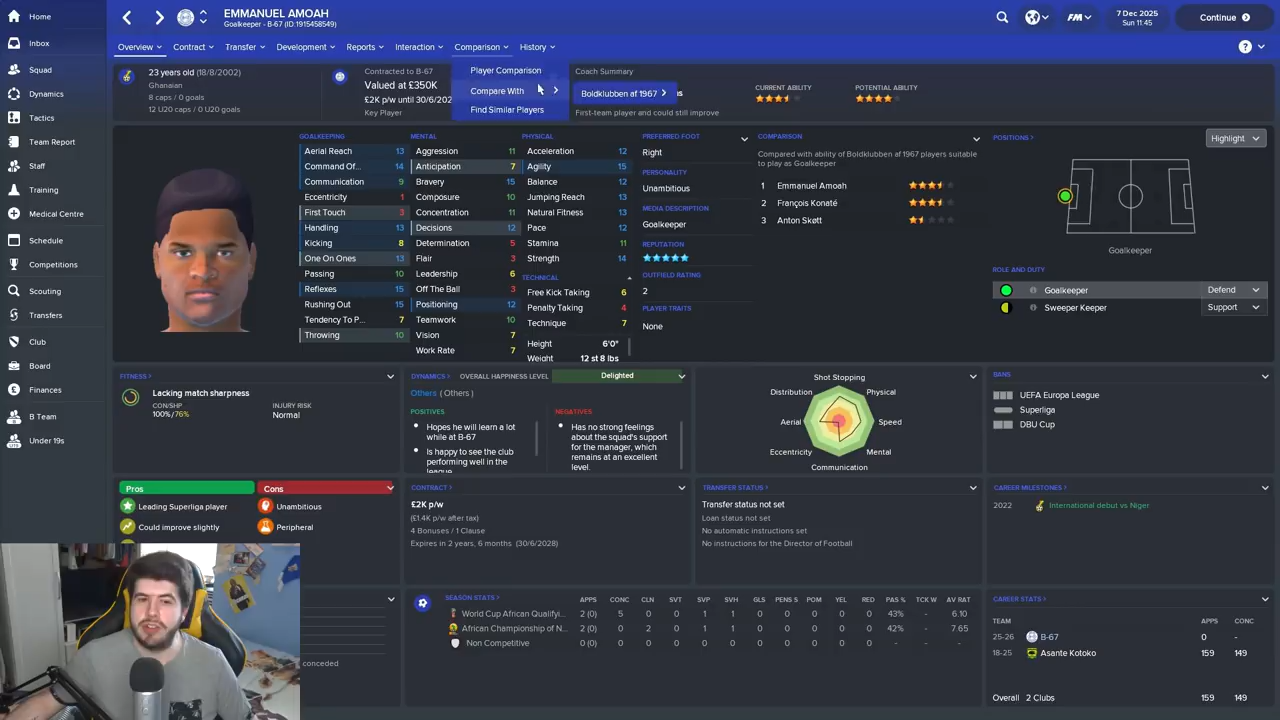 Home
Inbox
Squad
Dynamics
Tactics
Team Report
Staff
Training
Medical Centre
Schedule
Competitions
Scouting
Transfers
Club
Board
Finances
B Team
Under 19s
EMMANUEL AMOAH
Goalkeeper - B-67 (ID:1915458549)
FM
7 Dec 2025
Sun 11:45
Continue
Overview Contract Transfer Development Reports Interaction Comparison History
?
Player Comparison
Compare With
Find Similar Players
Boldklubben af 1967
23 years old (18/8/2002)
Ghanaian
8 caps / 0 goals
12 U20 caps / 0 U20 goals
Contracted to B-67
Valued at £350K
£2K p/w until 30/6/202
Key Player
Coach Summary
First-team player and could still improve
CURRENT ABILITY
POTENTIAL ABILITY
GOALKEEPING
Aerial Reach 13
Command Of... 14
Communication 9
Eccentricity 1
First Touch 3
Handling 13
Kicking 8
One On Ones 13
Passing 10
Reflexes 15
Rushing Out 15
Tendency To P... 7
Throwing 10
MENTAL
Aggression 11
Anticipation 7
Bravery 15
Composure 10
Concentration 11
Decisions 12
Determination 5
Flair 3
Leadership 6
Off The Ball 3
Positioning 12
Teamwork 10
Vision 7
Work Rate 7
PHYSICAL
Acceleration 12
Agility 15
Balance 12
Jumping Reach 13
Natural Fitness 13
Pace 12
Stamina 11
Strength 14
TECHNICAL
Free Kick Taking 6
Penalty Taking 4
Technique 7
Height 6'0"
Weight 12 st 8 lbs
PREFERRED FOOT
Right
PERSONALITY
Unambitious
MEDIA DESCRIPTION
Goalkeeper
REPUTATION
OUTFIELD RATING
2
PLAYER TRAITS
None
COMPARISON
Compared with ability of Boldklubben af 1967 players suitable
to play as Goalkeeper
1 Emmanuel Amoah
2 François Konaté
3 Anton Skøtt
POSITIONS >
Highlight
Goalkeeper
ROLE AND DUTY
Goalkeeper Defend
Sweeper Keeper Support
FITNESS >
Lacking match sharpness
CON/SHP
100%/76%
INJURY RISK
Normal
DYNAMICS > OVERALL HAPPINESS LEVEL Delighted
Others ( Others )
POSITIVES
Hopes he will learn a lot
while at B-67
Is happy to see the club
performing well in the
league.
NEGATIVES
Has no strong feelings
about the squad's support
for the manager, which
remains at an excellent
level.
Shot Stopping
Physical
Speed
Mental
Communication
Eccentricity
Aerial
Distribution
BANS
UEFA Europa League
Superliga
DBU Cup
Pros
Leading Superliga player
Could improve slightly
Cons
Unambitious
Peripheral
CONTRACT >
£2K p/w
(£1.4K p/w after tax)
4 Bonuses / 1 Clause
Expires in 2 years, 6 months (30/6/2028)
TRANSFER STATUS >
Transfer status not set
Loan status not set
No automatic instructions set
No instructions for the Director of Football
CAREER MILESTONES >
2022 International debut vs Niger
conceded
SEASON STATS > APPS CONC CLN SVT SVP SVH GLS PENS S POM YEL RED PAS % TCK W AV RAT
World Cup African Qualifyi... 2 (0) 5 0 0 1 1 0 0 0 0 0 43% - 6.10
African Championship of N... 2 (0) 0 2 0 1 1 0 0 0 0 0 42% - 7.65
Non Competitive 0 (0) 0 0 0 0 0 0 0 0 0 0 - - -
CAREER STATS >
TEAM APPS CONC
25-26 B-67 0 -
18-25 Asante Kotoko 159 149
Overall 2 Clubs 159 149